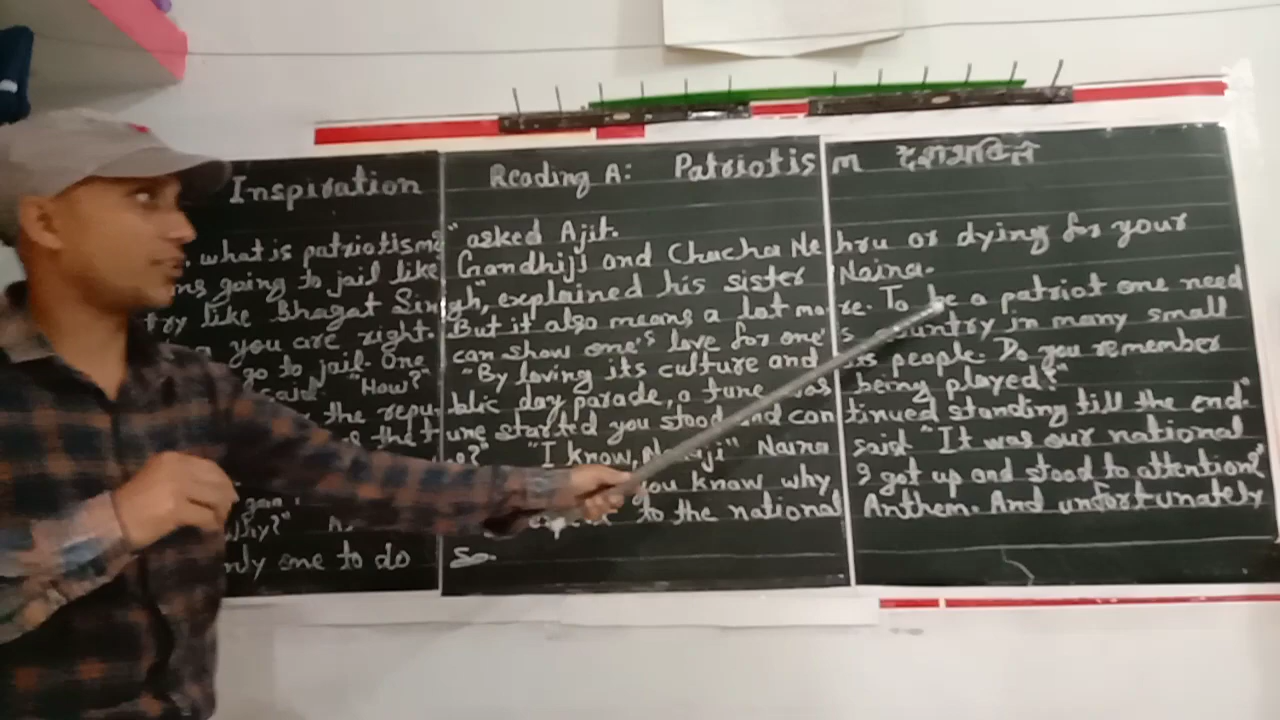 Inspiration Reading A: Patriotism देशभक्ति
what is patriotism?" asked Ajit.
going to jail like Gandhiji and Chacha Nehru or dying for your
try like Bhagat Singh", explained his sister Naina.
you are right. But it also means a lot more. To be a patriot one need
go to jail. One can show one's love for one's country in many small
said. "How?" "By loving its culture and its people. Do you remember
the republic day parade, a tune was being played?"
the tune started you stood and continued standing till the end.
"I know, Nanaji" Naina said "It was our national
you know why I got up and stood to attention?
Why?" to the national Anthem. And unfortunately
only one to do so.